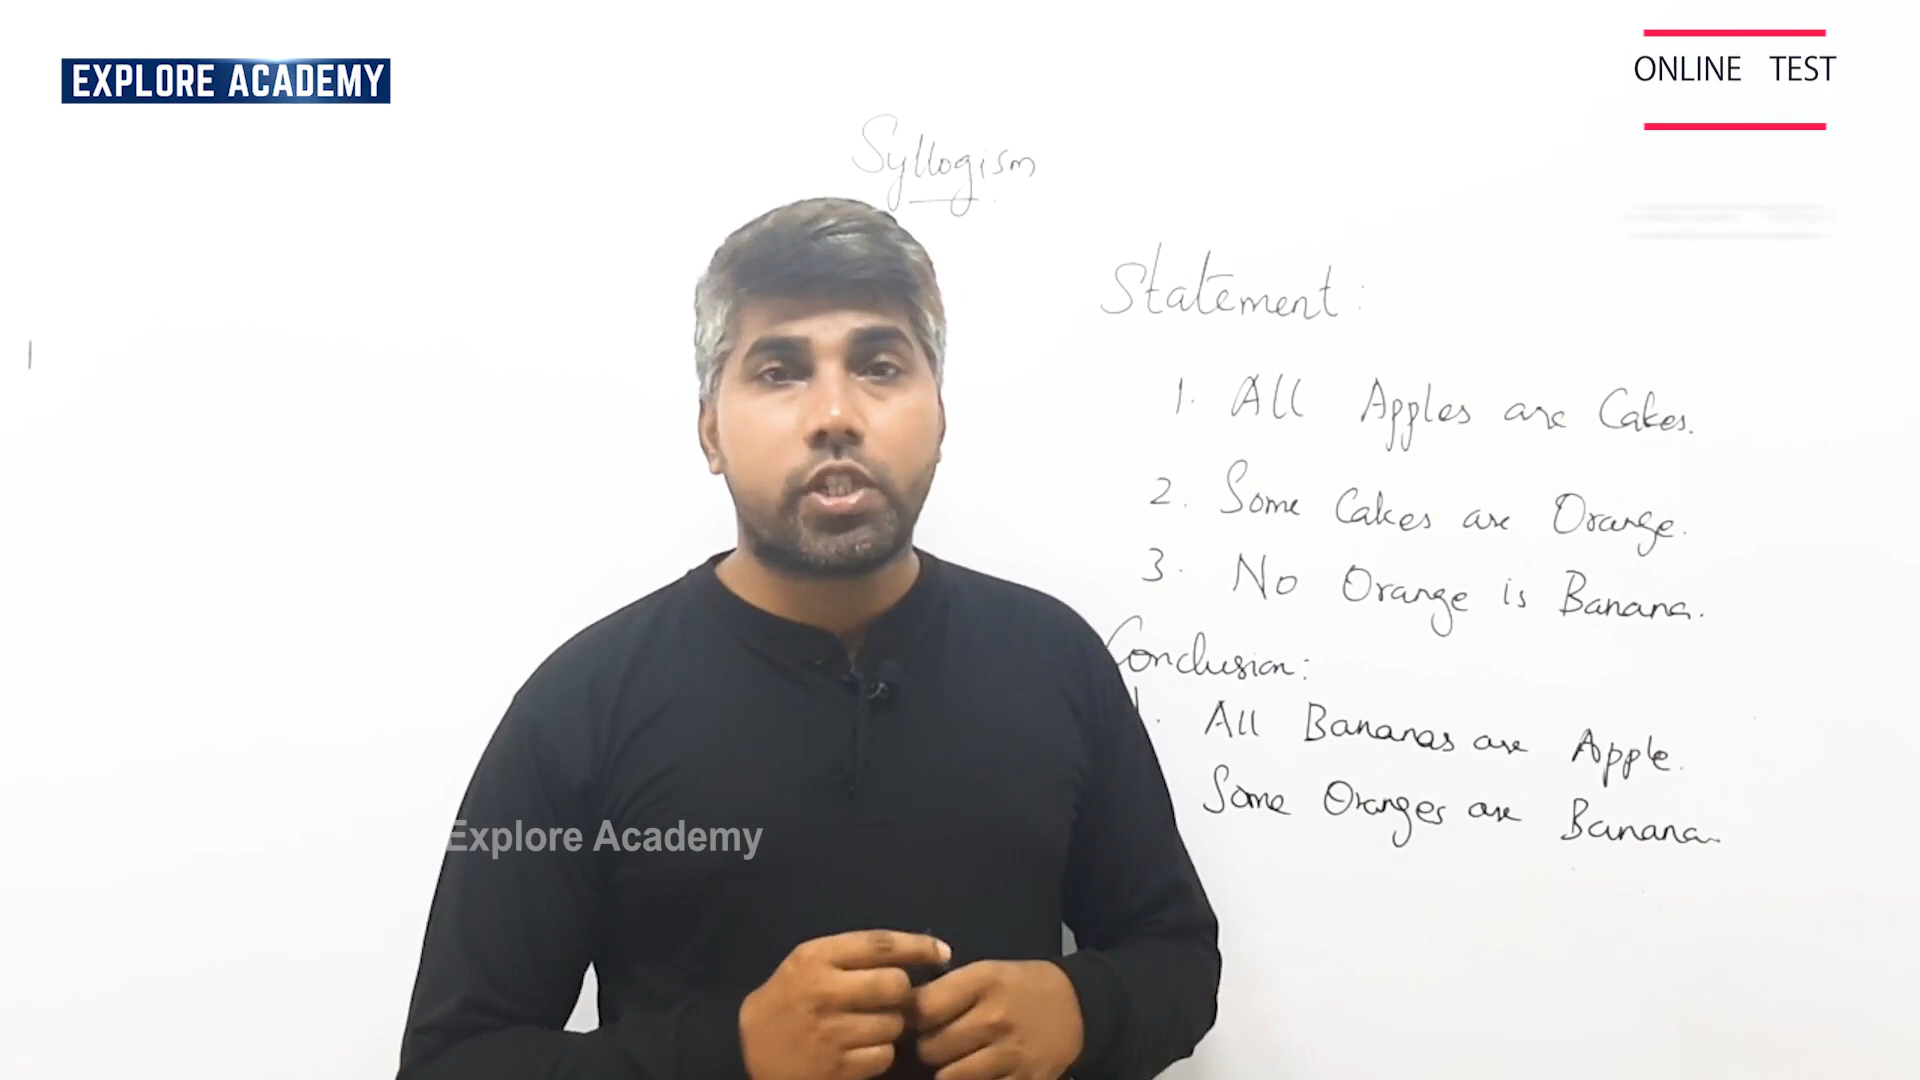 EXPLORE ACADEMY
ONLINE TEST
Syllogism
Statement:
1. All Apples are Cakes.
2. Some Cakes are Orange.
3. No Orange is Banana.
Conclusion:
1. All Bananas are Apple.
Some Oranges are Banana.
Explore Academy